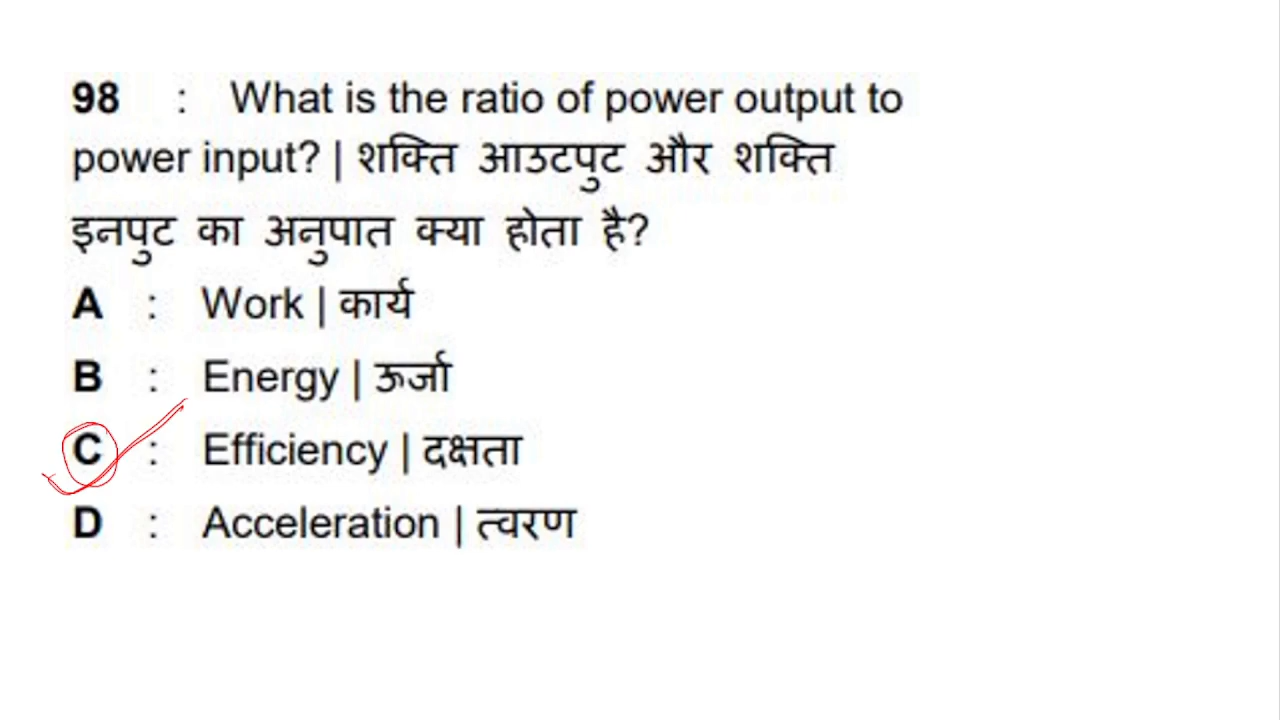 98 : What is the ratio of power output to
power input? | शक्ति आउटपुट और शक्ति
इनपुट का अनुपात क्या होता है?
A : Work | कार्य
B : Energy | ऊर्जा
C : Efficiency | दक्षता
D : Acceleration | त्वरण